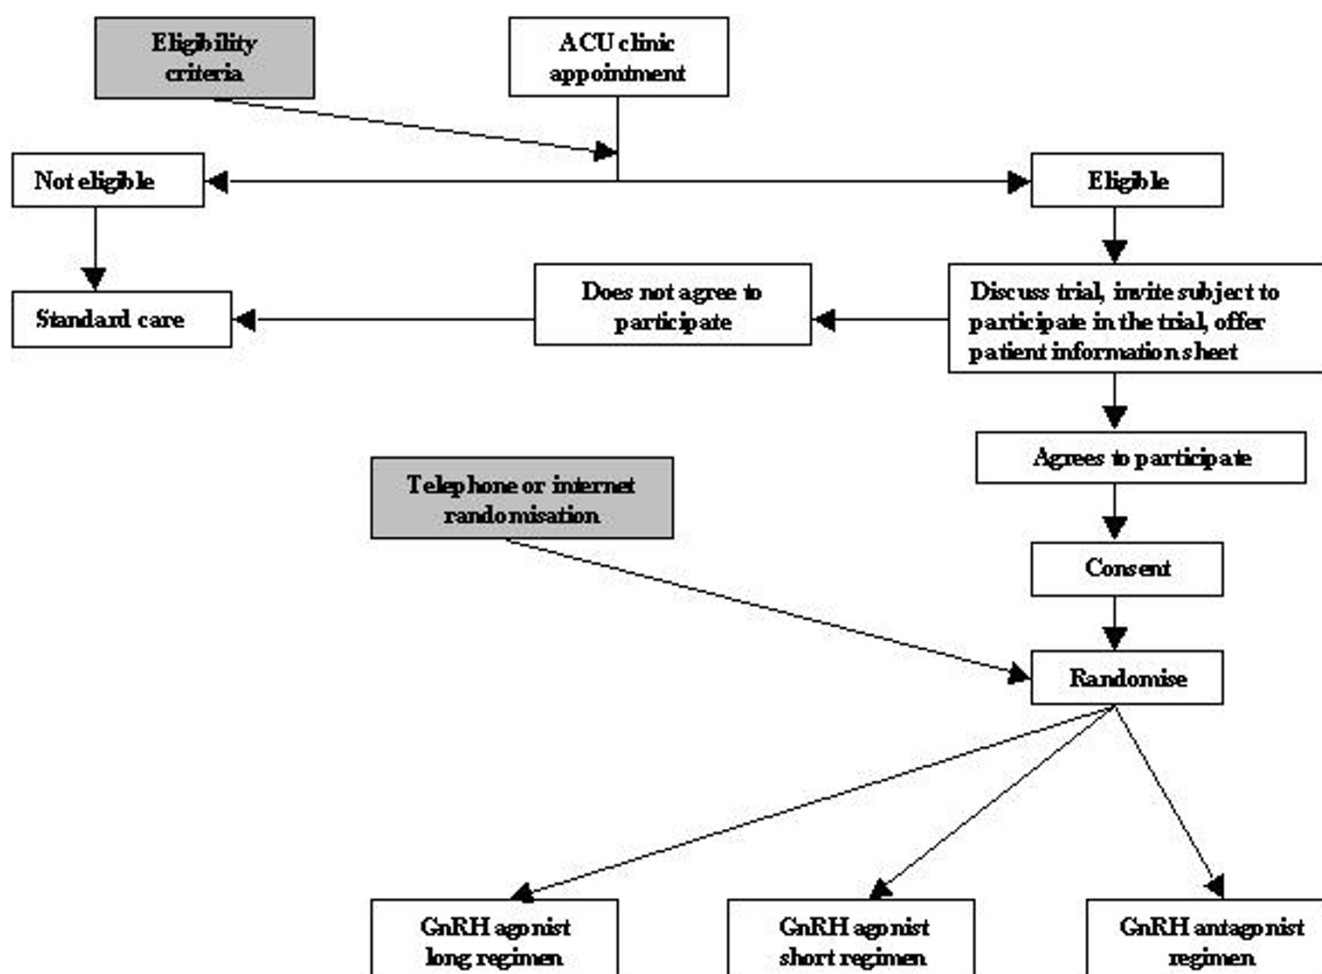 Eligibility
criteria
ACU clinic
appointment
Not eligible
Eligible
Standard care
Does not agree to
participate
Discuss trial, invite subject to
participate in the trial, offer
patient information sheet
Agrees to participate
Telephone or internet
randomisation
Consent
Randomise
GnRH agonist
long regimen
GnRH agonist
short regimen
GnRH antagonist
regimen